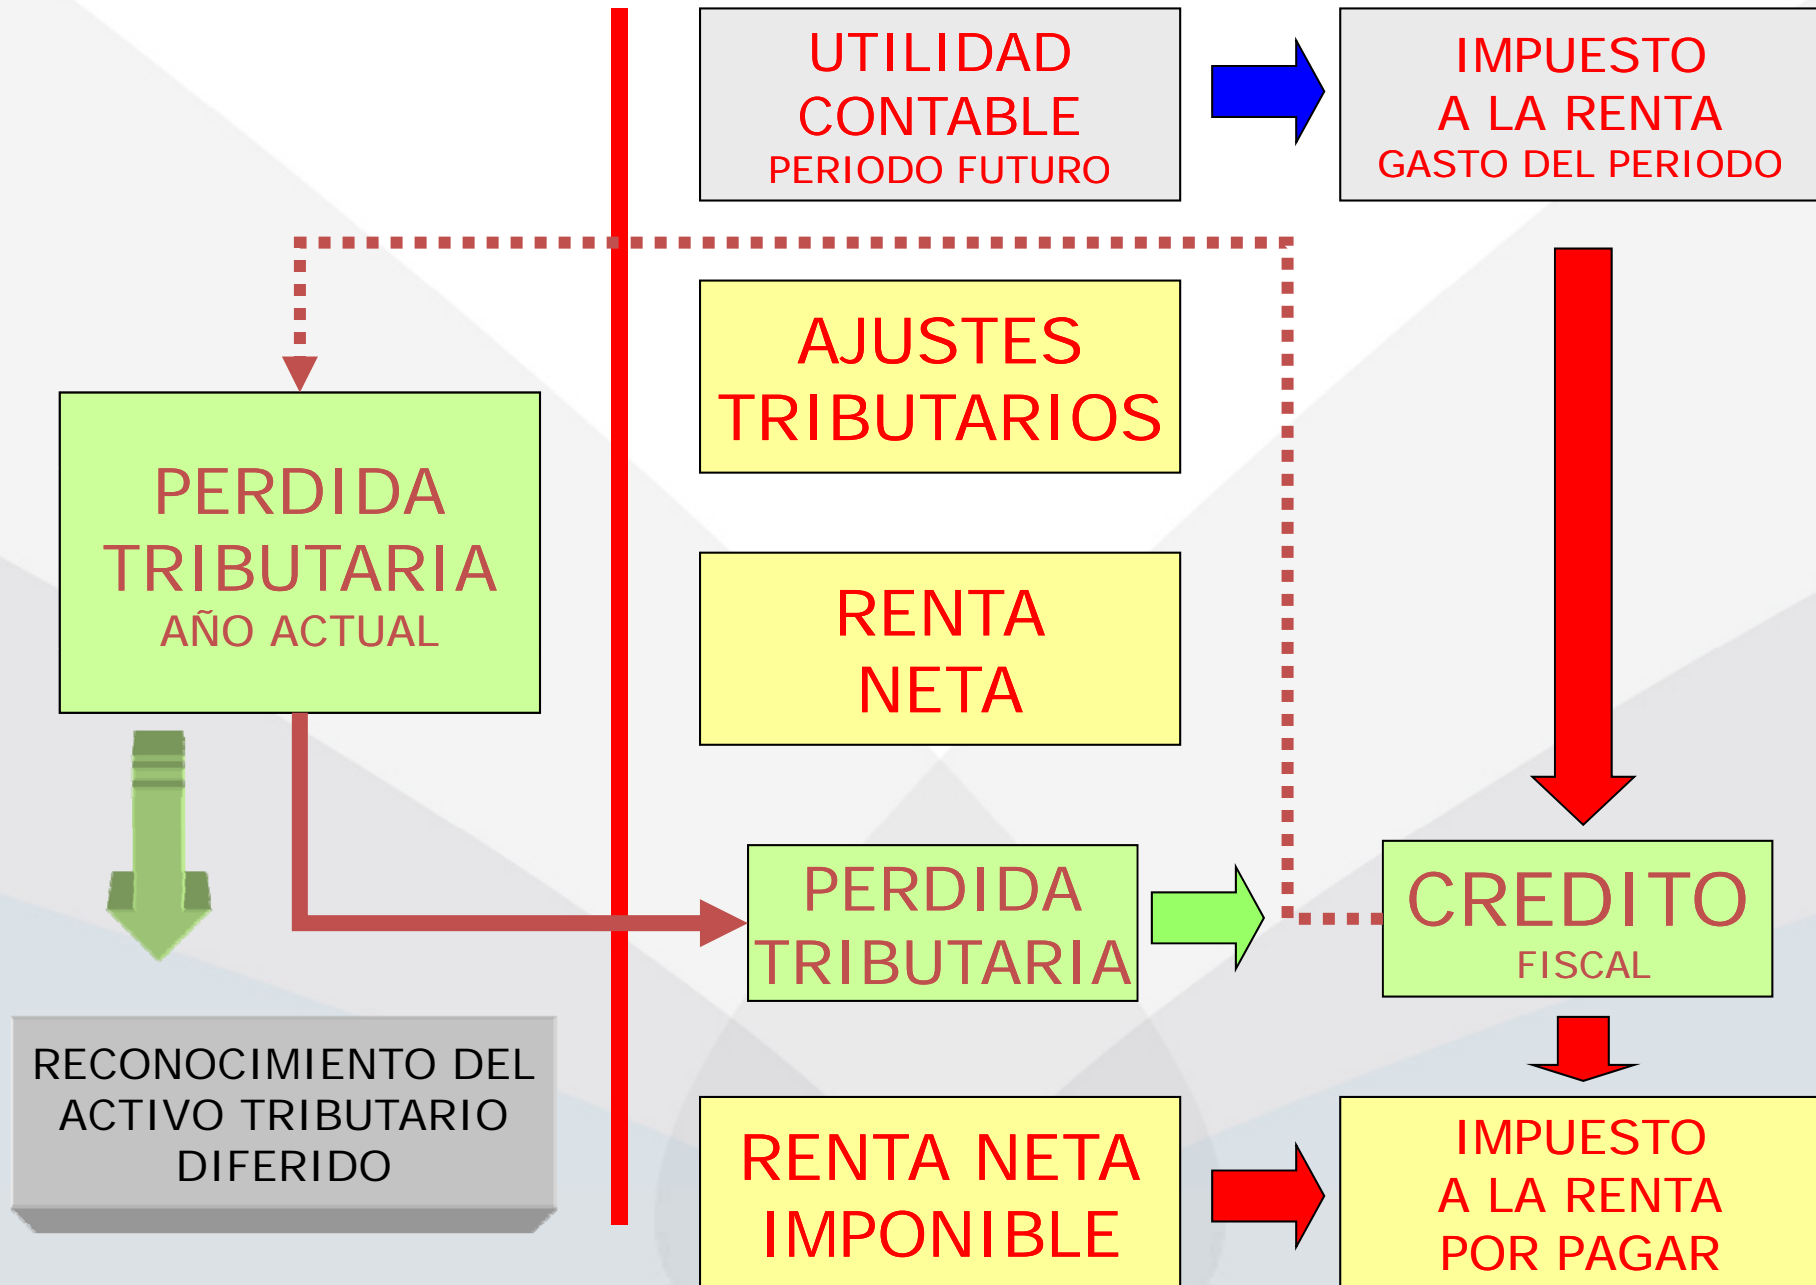 UTILIDAD
CONTABLE
PERIODO FUTURO
IMPUESTO
A LA RENTA
GASTO DEL PERIODO
AJUSTES
TRIBUTARIOS
PERDIDA
TRIBUTARIA
AÑO ACTUAL
RENTA
NETA
PERDIDA
TRIBUTARIA
CREDITO
FISCAL
RECONOCIMIENTO DEL
ACTIVO TRIBUTARIO
DIFERIDO
RENTA NETA
IMPONIBLE
IMPUESTO
A LA RENTA
POR PAGAR